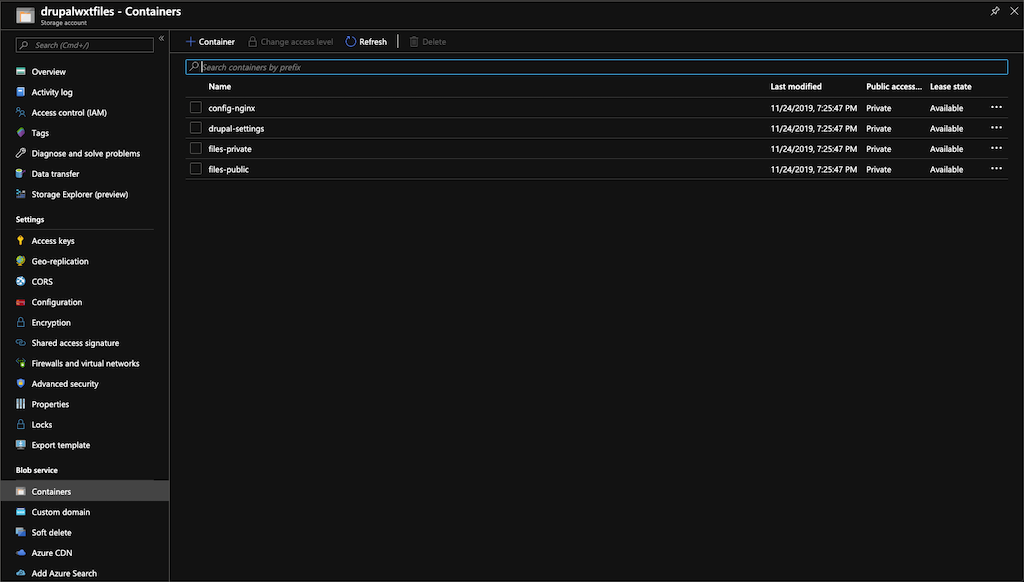 drupalwxtfiles - Containers
Storage account
Search (Cmd+/)
«
Overview
Activity log
Access control (IAM)
Tags
Diagnose and solve problems
Data transfer
Storage Explorer (preview)
Settings
Access keys
Geo-replication
CORS
Configuration
Encryption
Shared access signature
Firewalls and virtual networks
Advanced security
Properties
Locks
Export template
Blob service
Containers
Custom domain
Soft delete
Azure CDN
Add Azure Search
+ Container Change access level Refresh Delete
Search containers by prefix
Name Last modified Public access... Lease state
config-nginx 11/24/2019, 7:25:47 PM Private Available ...
drupal-settings 11/24/2019, 7:25:47 PM Private Available ...
files-private 11/24/2019, 7:25:47 PM Private Available ...
files-public 11/24/2019, 7:25:47 PM Private Available ...